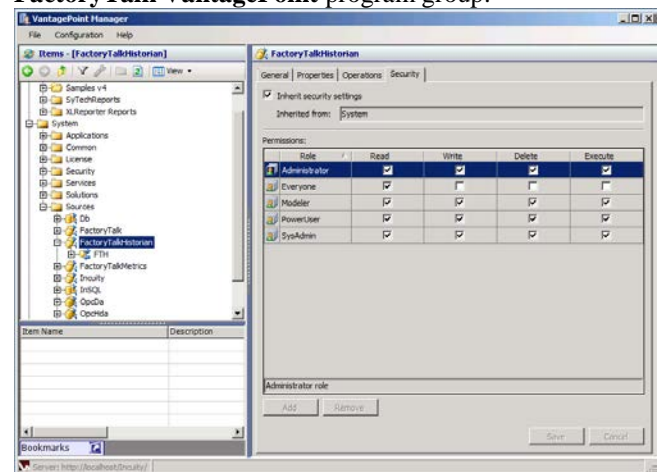 FactoryTalk VantagePoint program group.
VantagePoint Manager
File Configuration Help
Items - [FactoryTalkHistorian]
View
Samples v4
SyTechReports
XLReporter Reports
System
Applications
Common
License
Security
Services
Solutions
Sources
Db
FactoryTalk
FactoryTalkHistorian
FTH
FactoryTalkMetrics
Incuity
InSQL
OpcDa
OpcHda
Item Name Description
Bookmarks
Server: http://localhost/Incuity/
FactoryTalkHistorian
General Properties Operations Security
Inherit security settings
Inherited from: System
Permissions:
Role Read Write Delete Execute
Administrator
Everyone
Modeler
PowerUser
SysAdmin
Administrator role
Add Remove
Save Cancel